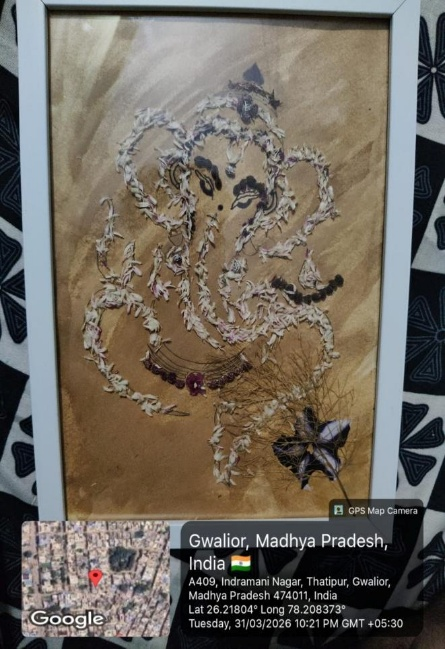 GPS Map Camera
Gwalior, Madhya Pradesh,
India 🇮🇳
A409, Indramani Nagar, Thatipur, Gwalior,
Madhya Pradesh 474011, India
Lat 26.21804° Long 78.208373°
Tuesday, 31/03/2026 10:21 PM GMT +05:30
Google